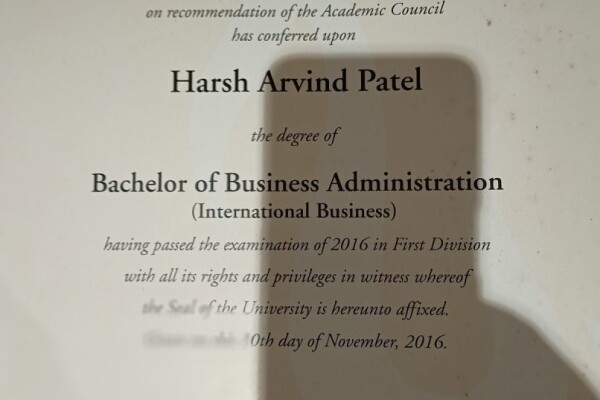 on recommendation of the Academic Council
has conferred upon
Harsh Arvind Patel
the degree of
Bachelor of Business Administration
(International Business)
having passed the examination of 2016 in First Division
with all its rights and privileges in witness whereof
the Seal of the University is hereunto affixed.
0th day of November, 2016.